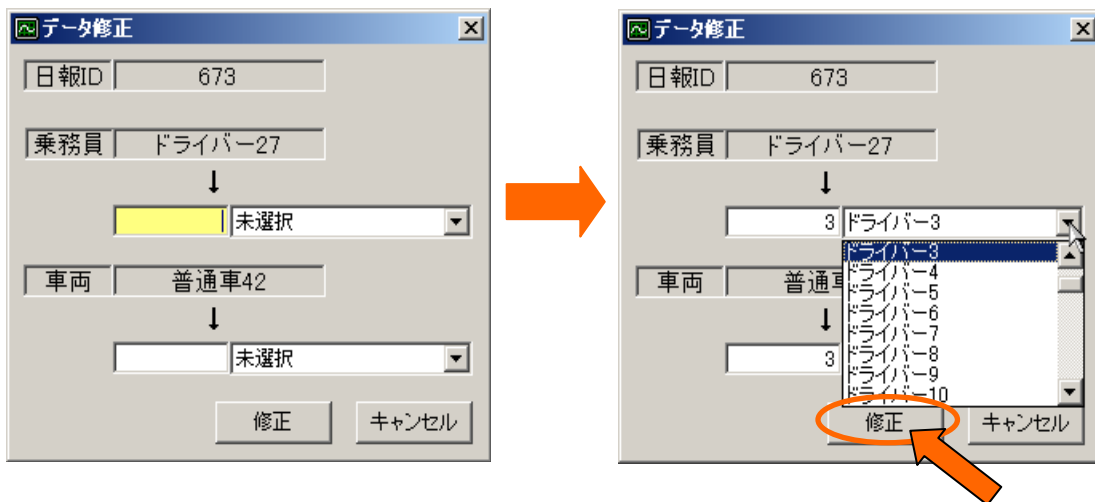 データ修正
日報ID 673
乗務員 ドライバー27
↓
未選択
車両 普通車42
↓
未選択
修正 キャンセル
データ修正
日報ID 673
乗務員 ドライバー27
↓
3 ドライバー3
ドライバー3
ドライバー4
ドライバー5
ドライバー6
ドライバー7
ドライバー8
ドライバー9
ドライバー10
車両 普通
↓
3
修正 キャンセル